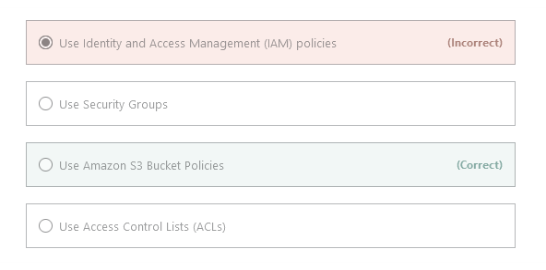 Use Identity and Access Management (IAM) policies (Incorrect)
Use Security Groups
Use Amazon S3 Bucket Policies (Correct)
Use Access Control Lists (ACLs)